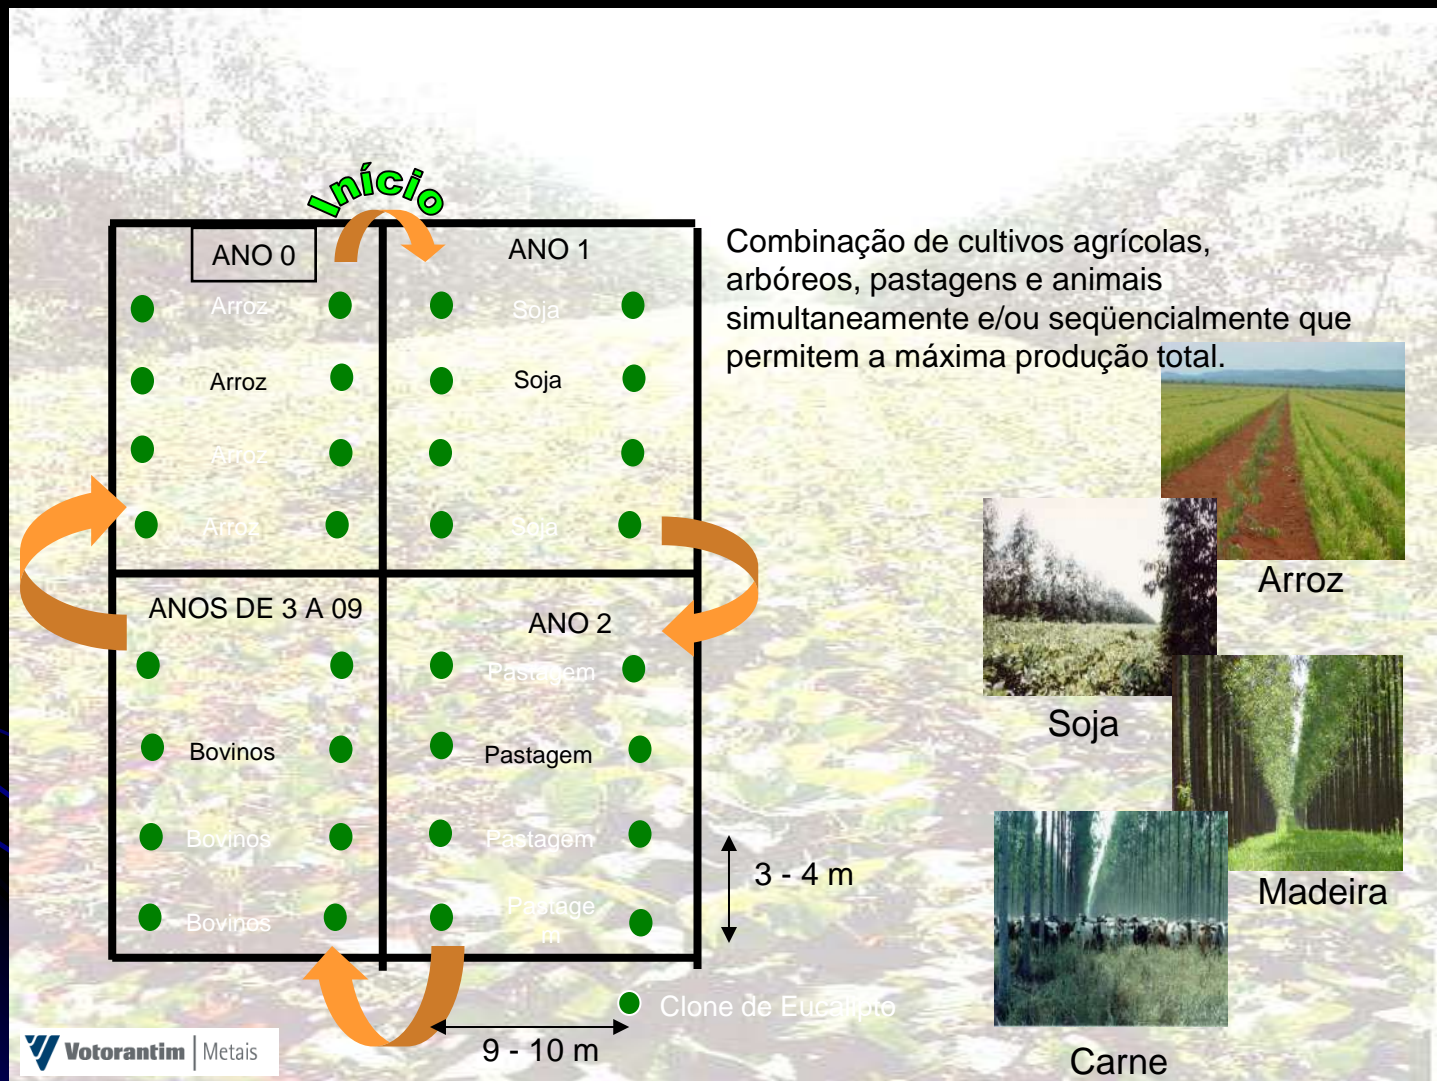 Início
ANO 0
Arroz
Arroz
Arroz
Arroz
ANO 1
Soja
Soja
Soja
ANOS DE 3 A 09
Bovinos
Bovinos
Bovinos
ANO 2
Pastagem
Pastagem
Pastagem
Pastage
m
3 - 4 m
9 - 10 m
Clone de Eucalipto
Combinação de cultivos agrícolas,
arbóreos, pastagens e animais
simultaneamente e/ou seqüencialmente que
permitem a máxima produção total.
Arroz
Soja
Madeira
Carne
Votorantim | Metais